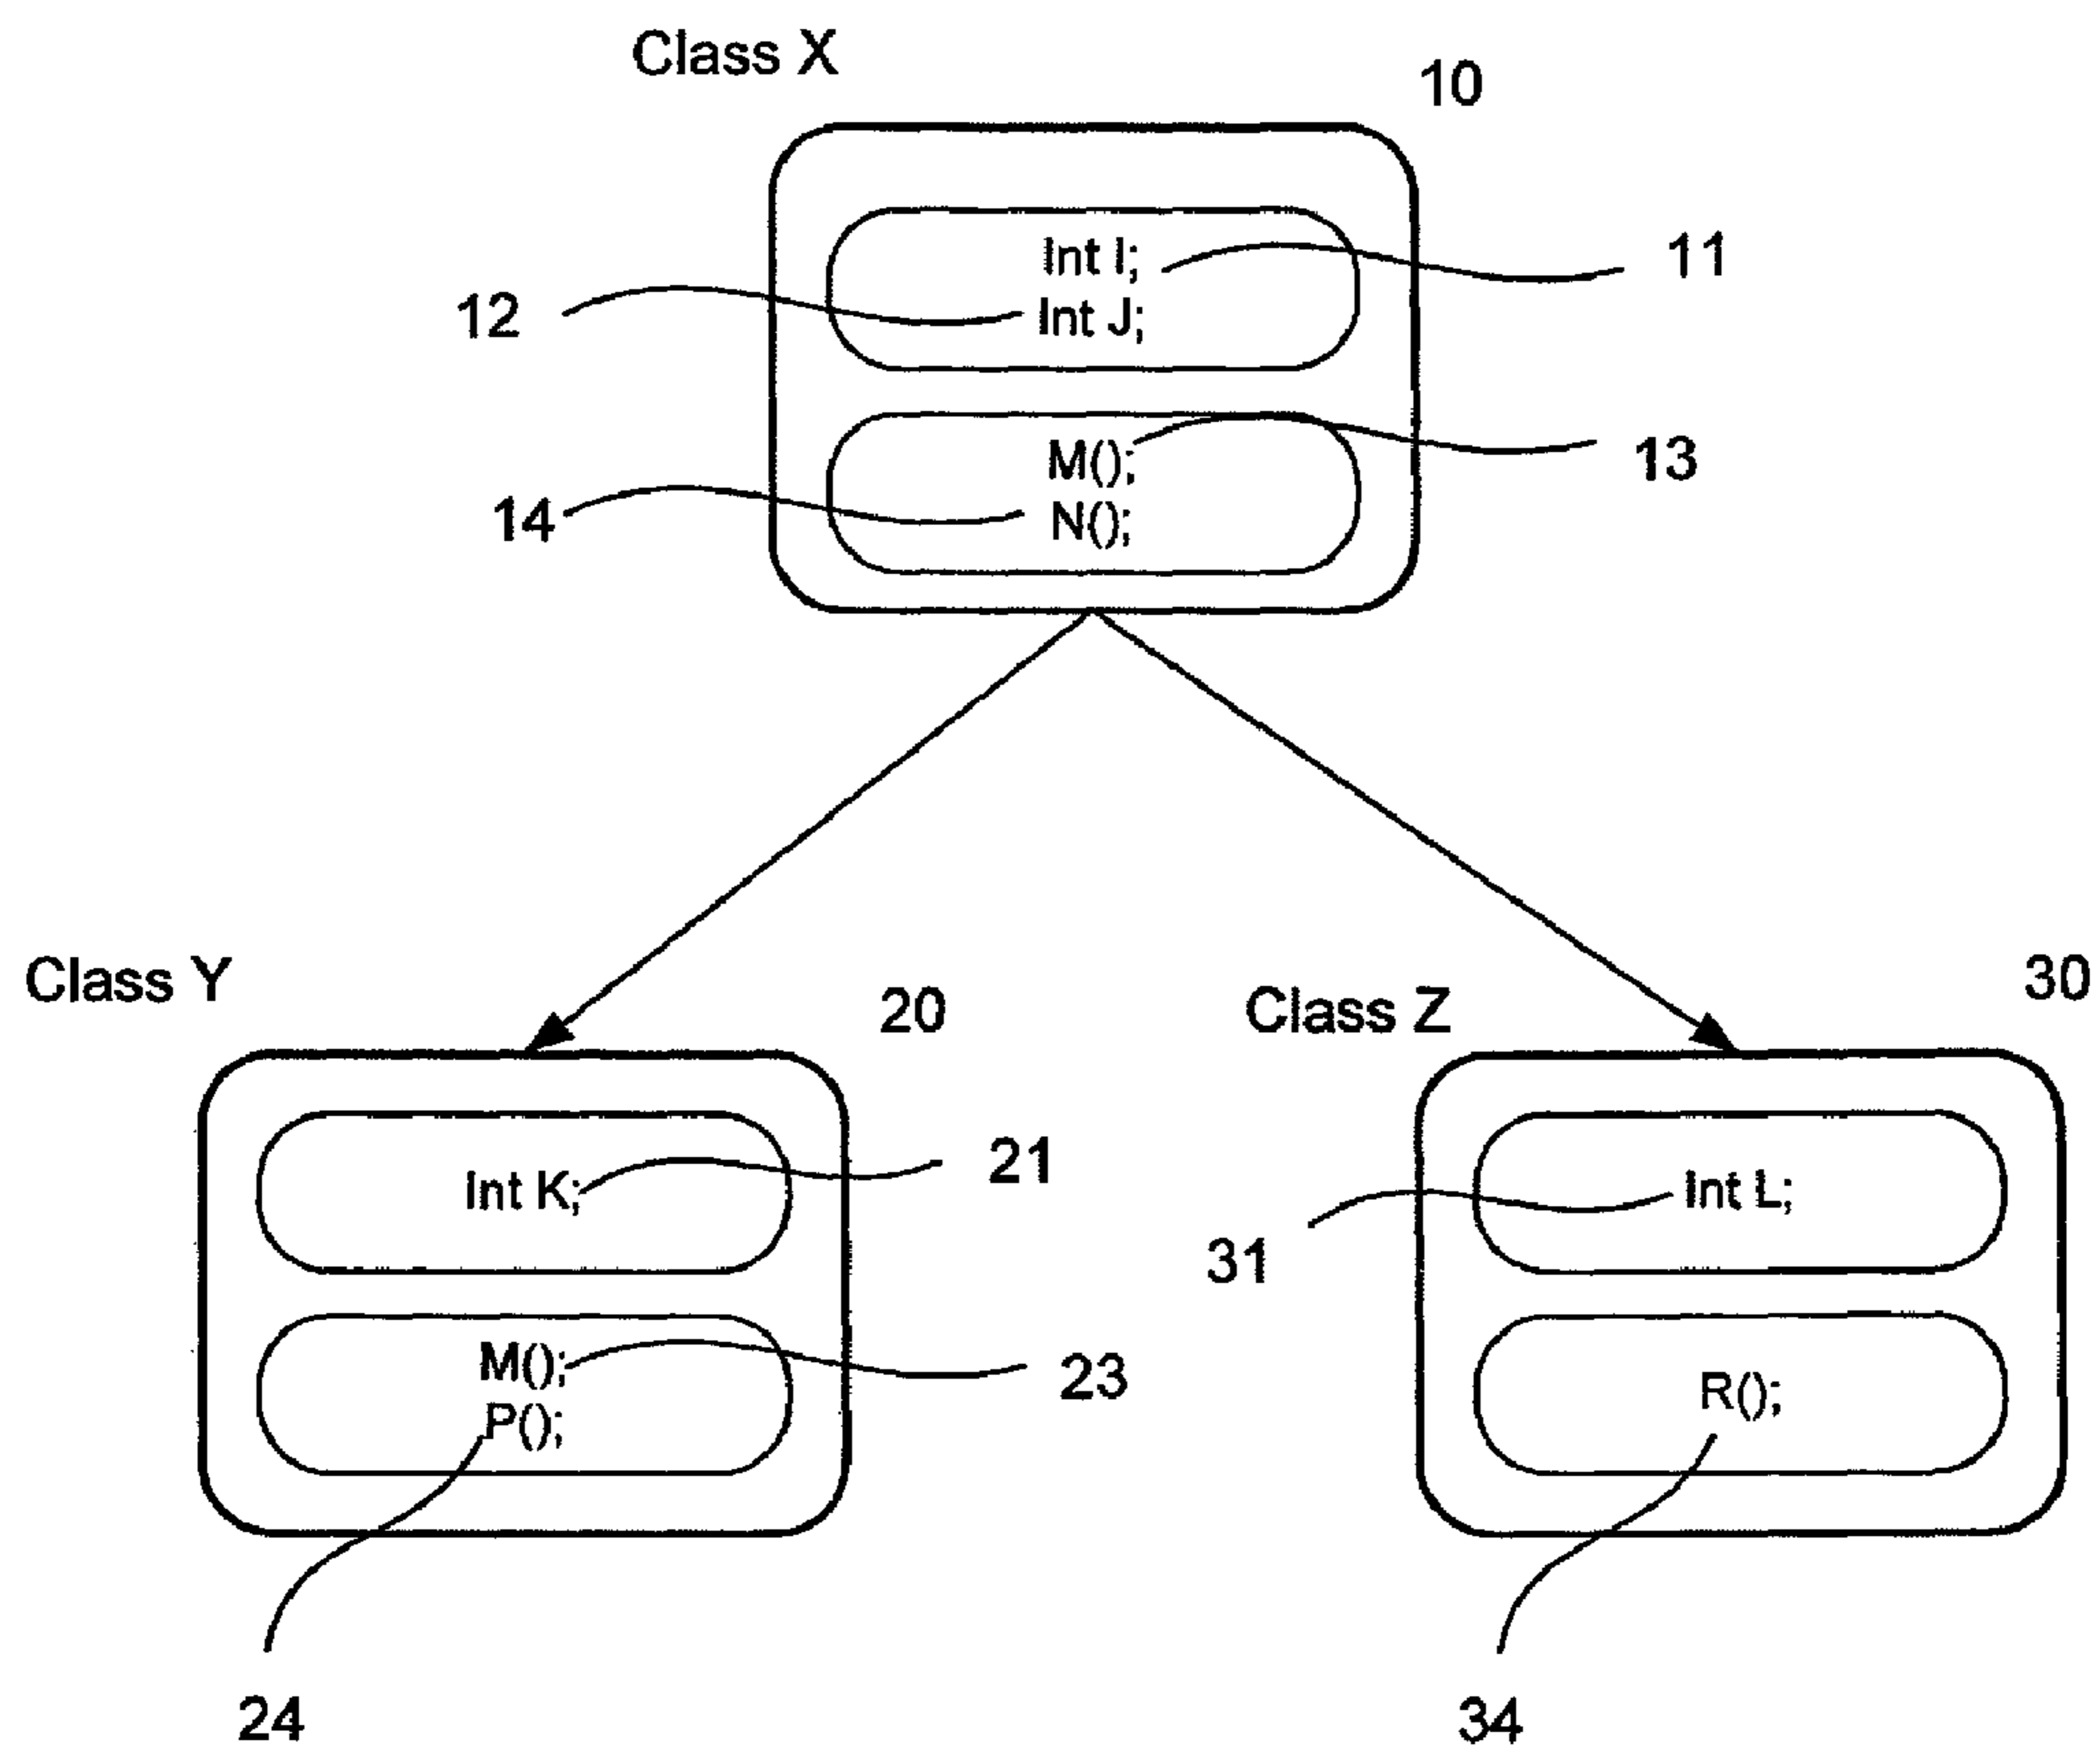 Class X
10
Int I;
11
12
Int J;
M();
13
14
N();
Class Y
20
Class Z
30
Int K;
21
31
Int L;
M();
23
P();
R();
24
34